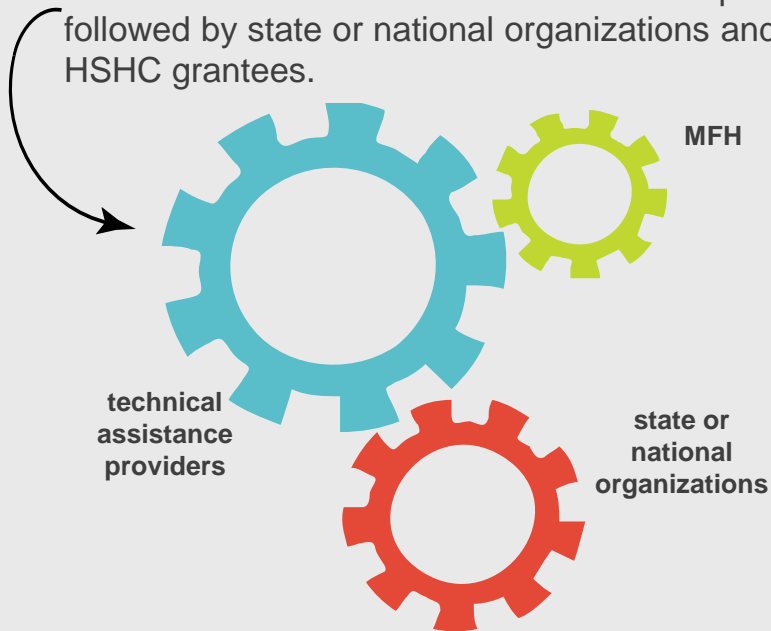 followed by state or national organizations and
HSHC grantees.
MFH
technical
assistance
providers
state or
national
organizations